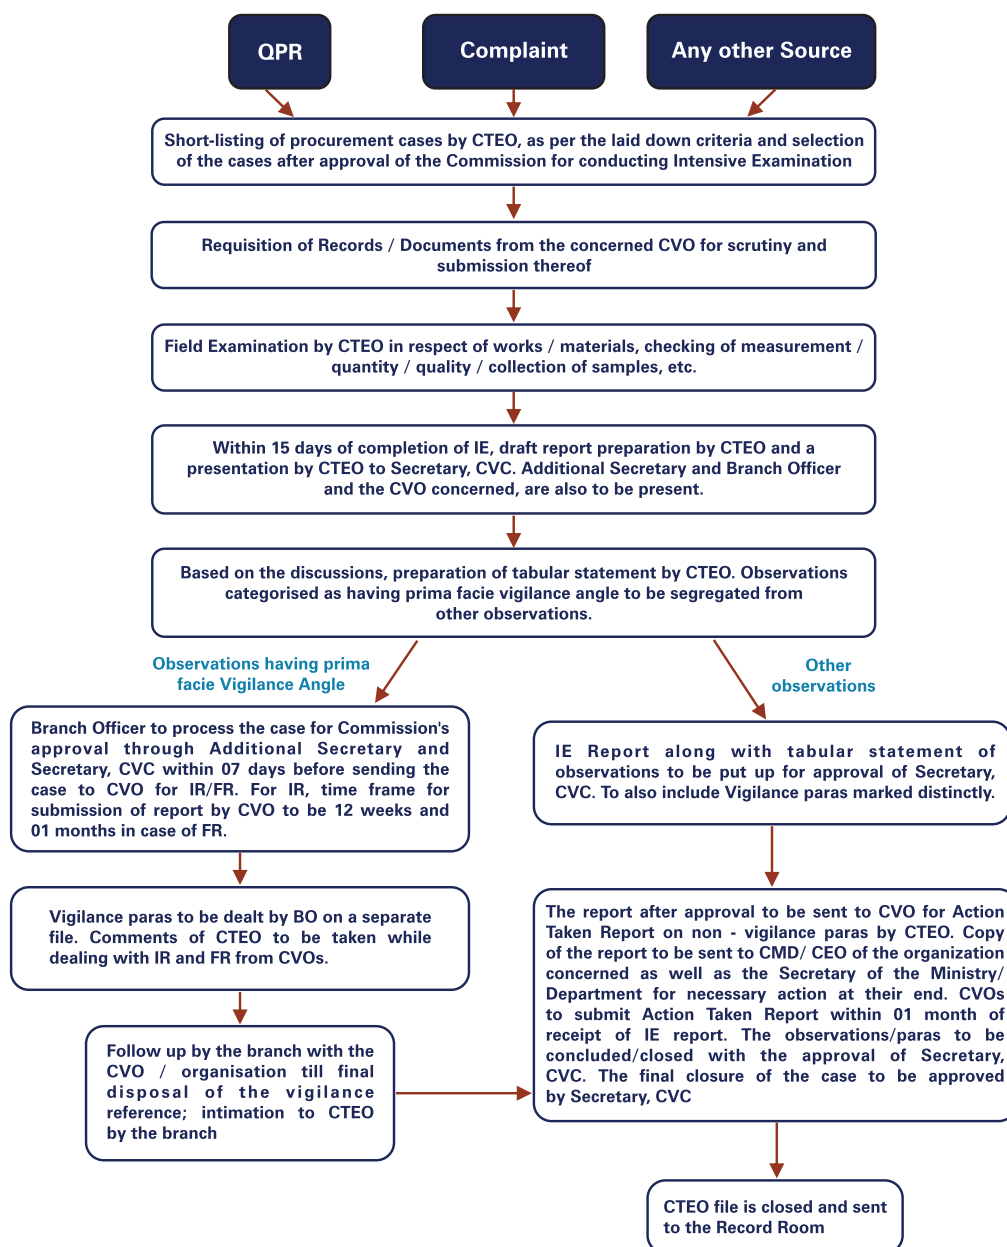 QPR
Complaint
Any other Source
Short-listing of procurement cases by CTEO, as per the laid down criteria and selection
of the cases after approval of the Commission for conducting Intensive Examination
Requisition of Records / Documents from the concerned CVO for scrutiny and
submission thereof
Field Examination by CTEO in respect of works / materials, checking of measurement /
quantity / quality / collection of samples, etc.
Within 15 days of completion of IE, draft report preparation by CTEO and a
presentation by CTEO to Secretary, CVC. Additional Secretary and Branch Officer
and the CVO concerned, are also to be present.
Based on the discussions, preparation of tabular statement by CTEO. Observations
categorised as having prima facie vigilance angle to be segregated from
other observations.
Observations having prima
facie Vigilance Angle
Branch Officer to process the case for Commission's
approval through Additional Secretary and
Secretary, CVC within 07 days before sending the
case to CVO for IR/FR. For IR, time frame for
submission of report by CVO to be 12 weeks and
01 months in case of FR.
Vigilance paras to be dealt by BO on a separate
file. Comments of CTEO to be taken while
dealing with IR and FR from CVOs.
Follow up by the branch with the
CVO / organisation till final
disposal of the vigilance
reference; intimation to CTEO
by the branch
Other
observations
IE Report along with tabular statement of
observations to be put up for approval of Secretary,
CVC. To also include Vigilance paras marked distinctly.
The report after approval to be sent to CVO for Action
Taken Report on non - vigilance paras by CTEO. Copy
of the report to be sent to CMD/ CEO of the organization
concerned as well as the Secretary of the Ministry/
Department for necessary action at their end. CVOs
to submit Action Taken Report within 01 month of
receipt of IE report. The observations/paras to be
concluded/closed with the approval of Secretary,
CVC. The final closure of the case to be approved
by Secretary, CVC
CTEO file is closed and sent
to the Record Room